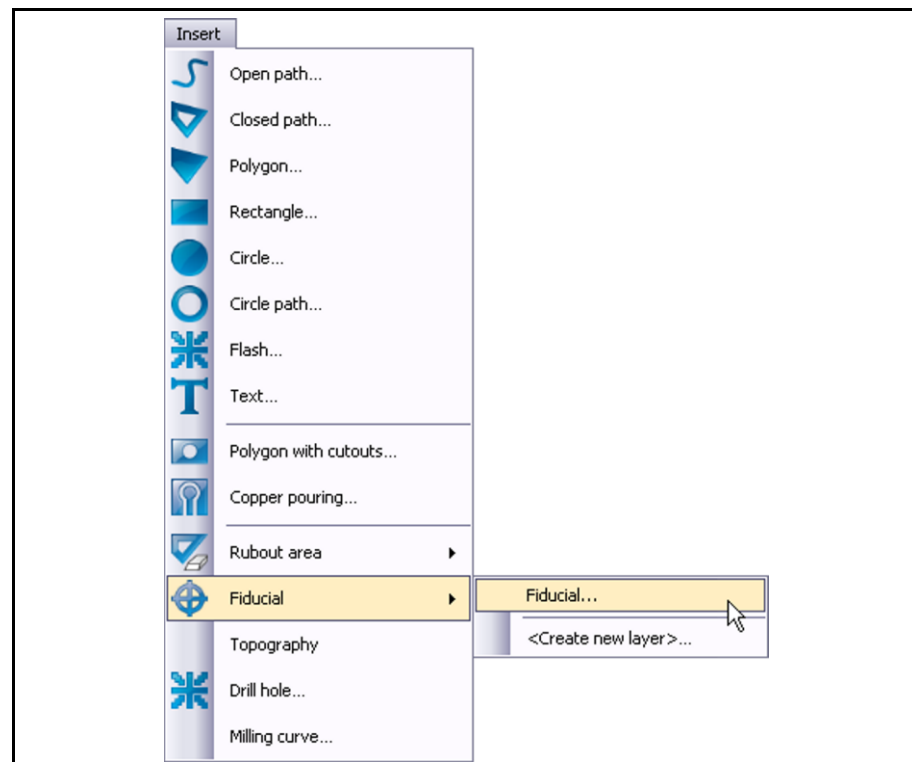 Insert
Open path...
Closed path...
Polygon...
Rectangle...
Circle...
Circle path...
Flash...
Text...
Polygon with cutouts...
Copper pouring...
Rubout area
Fiducial
Fiducial...
<Create new layer>...
Topography
Drill hole...
Milling curve...